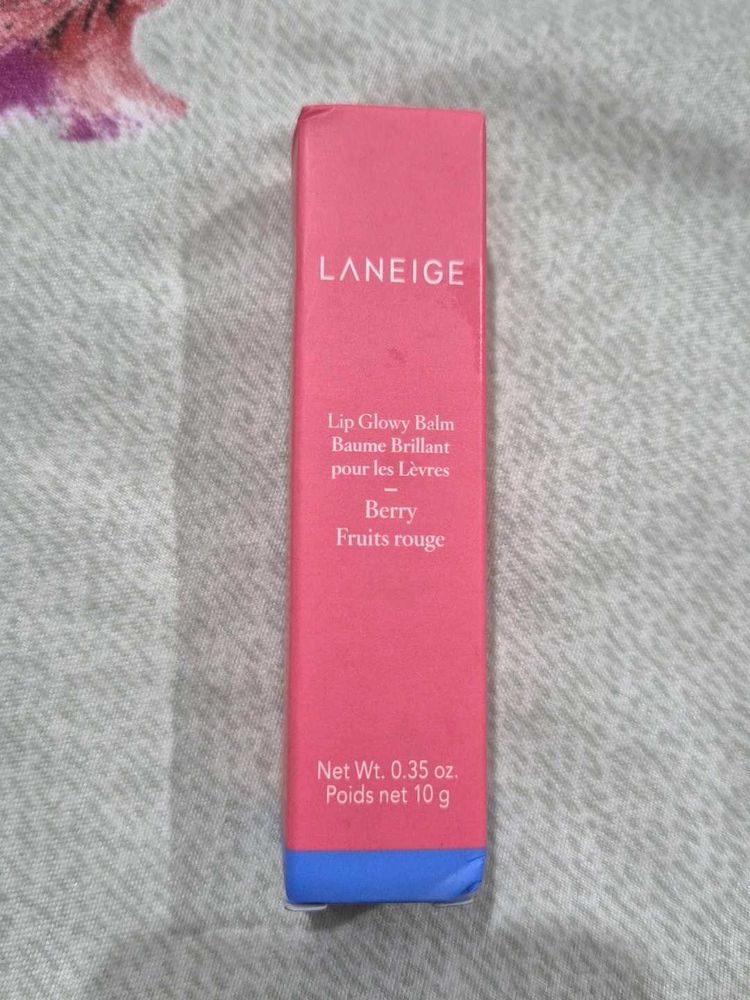 LANEIGE
Lip Glowy Balm
Baume Brillant
pour les Lèvres
–
Berry
Fruits rouge
Net Wt. 0.35 oz.
Poids net 10 g